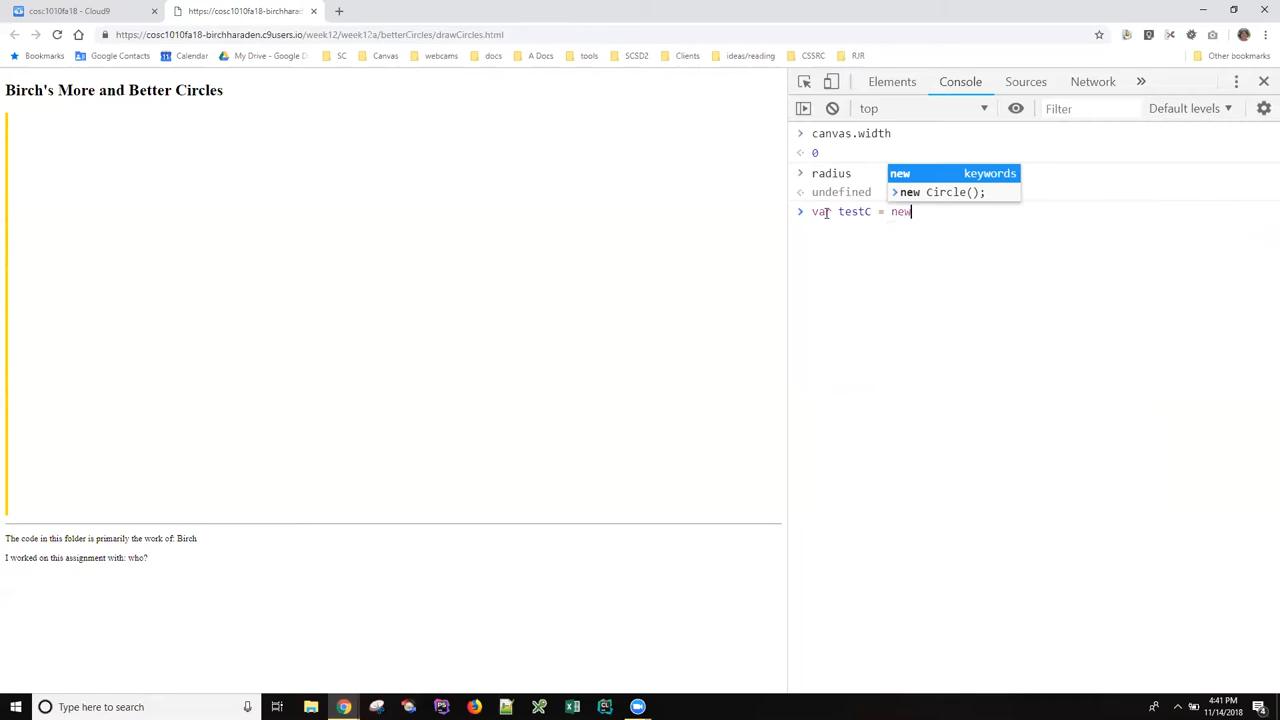 cosc1010fa18 - Cloud9
https://cosc1010fa18-birchharad
https://cosc1010fa18-birchharaden.c9users.io/week12/week12a/betterCircles/drawCircles.html
Bookmarks Google Contacts Calendar My Drive - Google D SC Canvas webcams docs A Docs tools SCSD2 Clients ideas/reading CSSRC RJR Other bookmarks
Birch's More and Better Circles
The code in this folder is primarily the work of: Birch
I worked on this assignment with: who?
Elements Console Sources Network »
top Filter Default levels
> canvas.width
0
> radius
undefined
new keywords
> new Circle();
> var testC = new
Type here to search
4:41 PM
11/14/2018
4